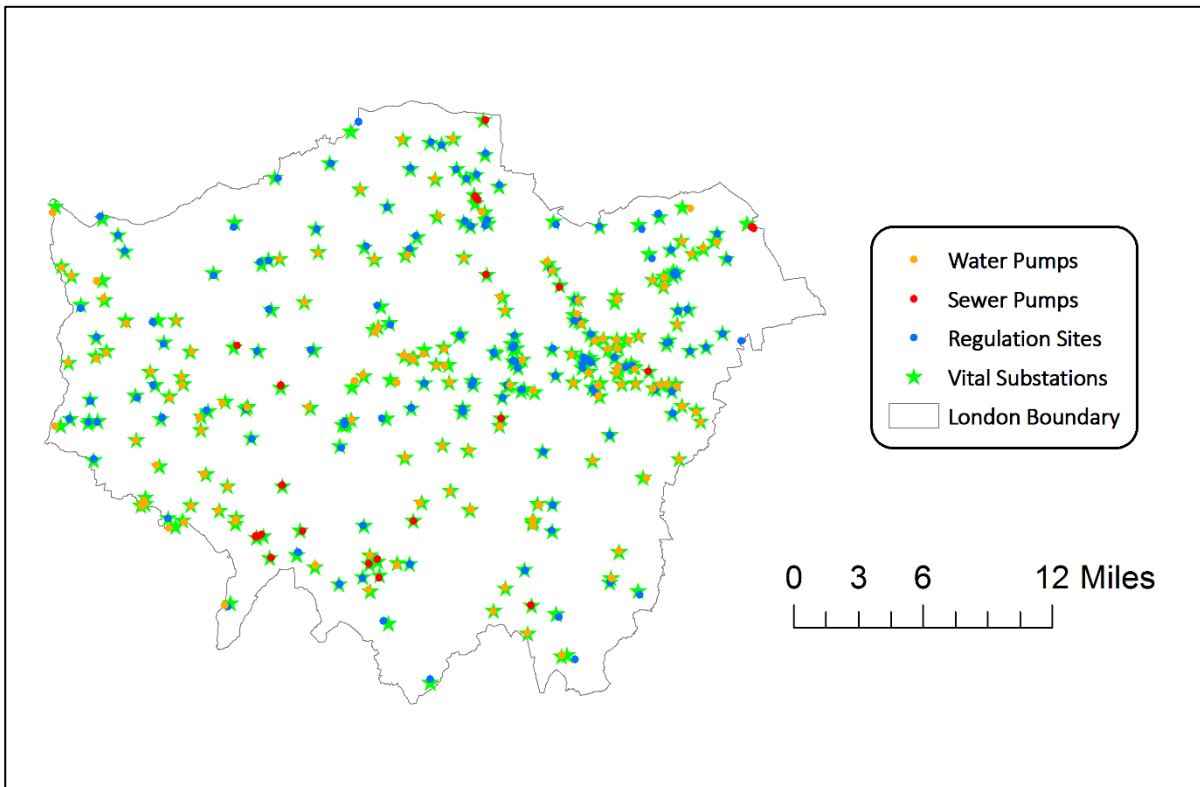 Water Pumps
Sewer Pumps
Regulation Sites
Vital Substations
London Boundary
0 3 6 12 Miles